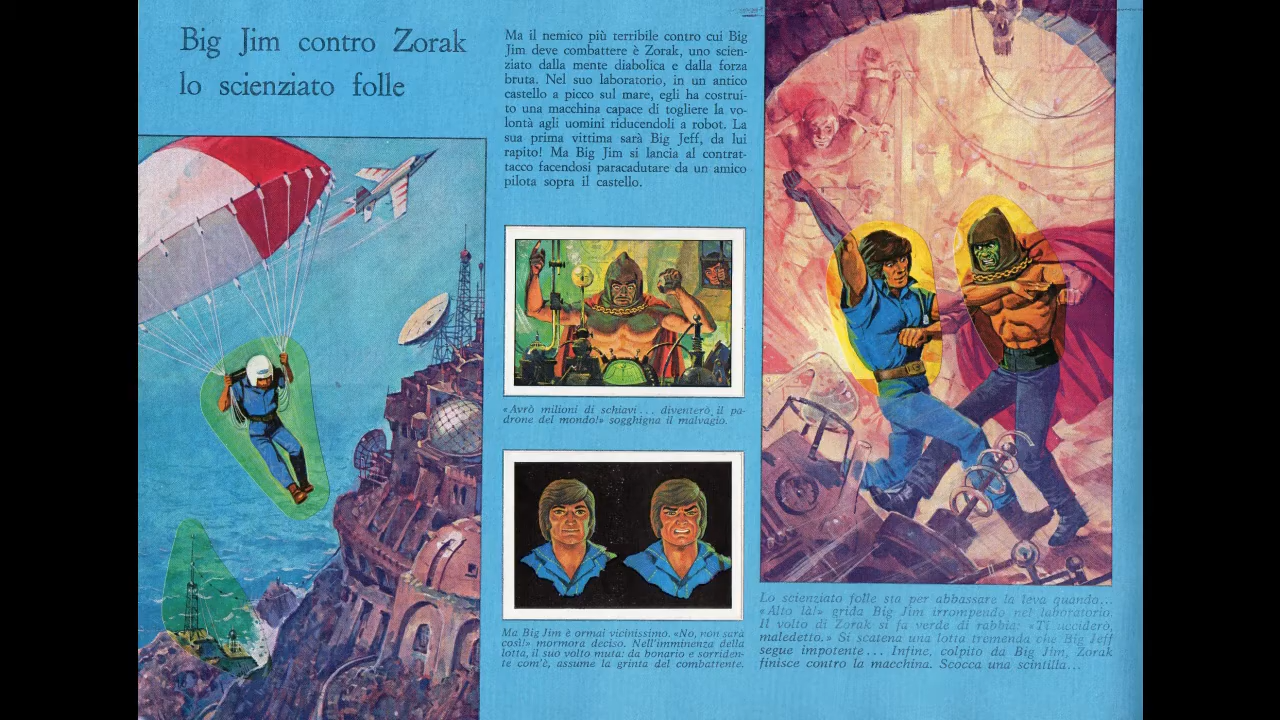 Big Jim contro Zorak
lo scienziato folle
Ma il nemico più terribile contro cui Big
Jim deve combattere è Zorak, uno scien-
ziato dalla mente diabolica e dalla forza
bruta. Nel suo laboratorio, in un antico
castello a picco sul mare, egli ha costrui-
to una macchina capace di togliere la vo-
lontà agli uomini riducendoli a robot. La
sua prima vittima sarà Big Jeff, da lui
rapito! Ma Big Jim si lancia al contrat-
tacco facendosi paracadutare da un amico
pilota sopra il castello.
«Avrò milioni di schiavi... diventerò il pa-
drone del mondo!» sogghigna il malvagio.
Ma Big Jim è ormai vicinissimo. «No, non sarà
così!» mormora deciso. Nell'imminenza della
lotta, il suo volto muta: da bonario e sorriden-
te com'è, assume la grinta del combattente.
Lo scienziato folle sta per abbassare la leva quando...
«Alto là!» grida Big Jim irrompendo nel laboratorio.
Il volto di Zorak si fa verde di rabbia: «Ti ucciderò,
maledetto.» Si scatena una lotta tremenda che Big Jeff
segue impotente... Infine, colpito da Big Jim, Zorak
finisce contro la macchina. Scocca una scintilla...